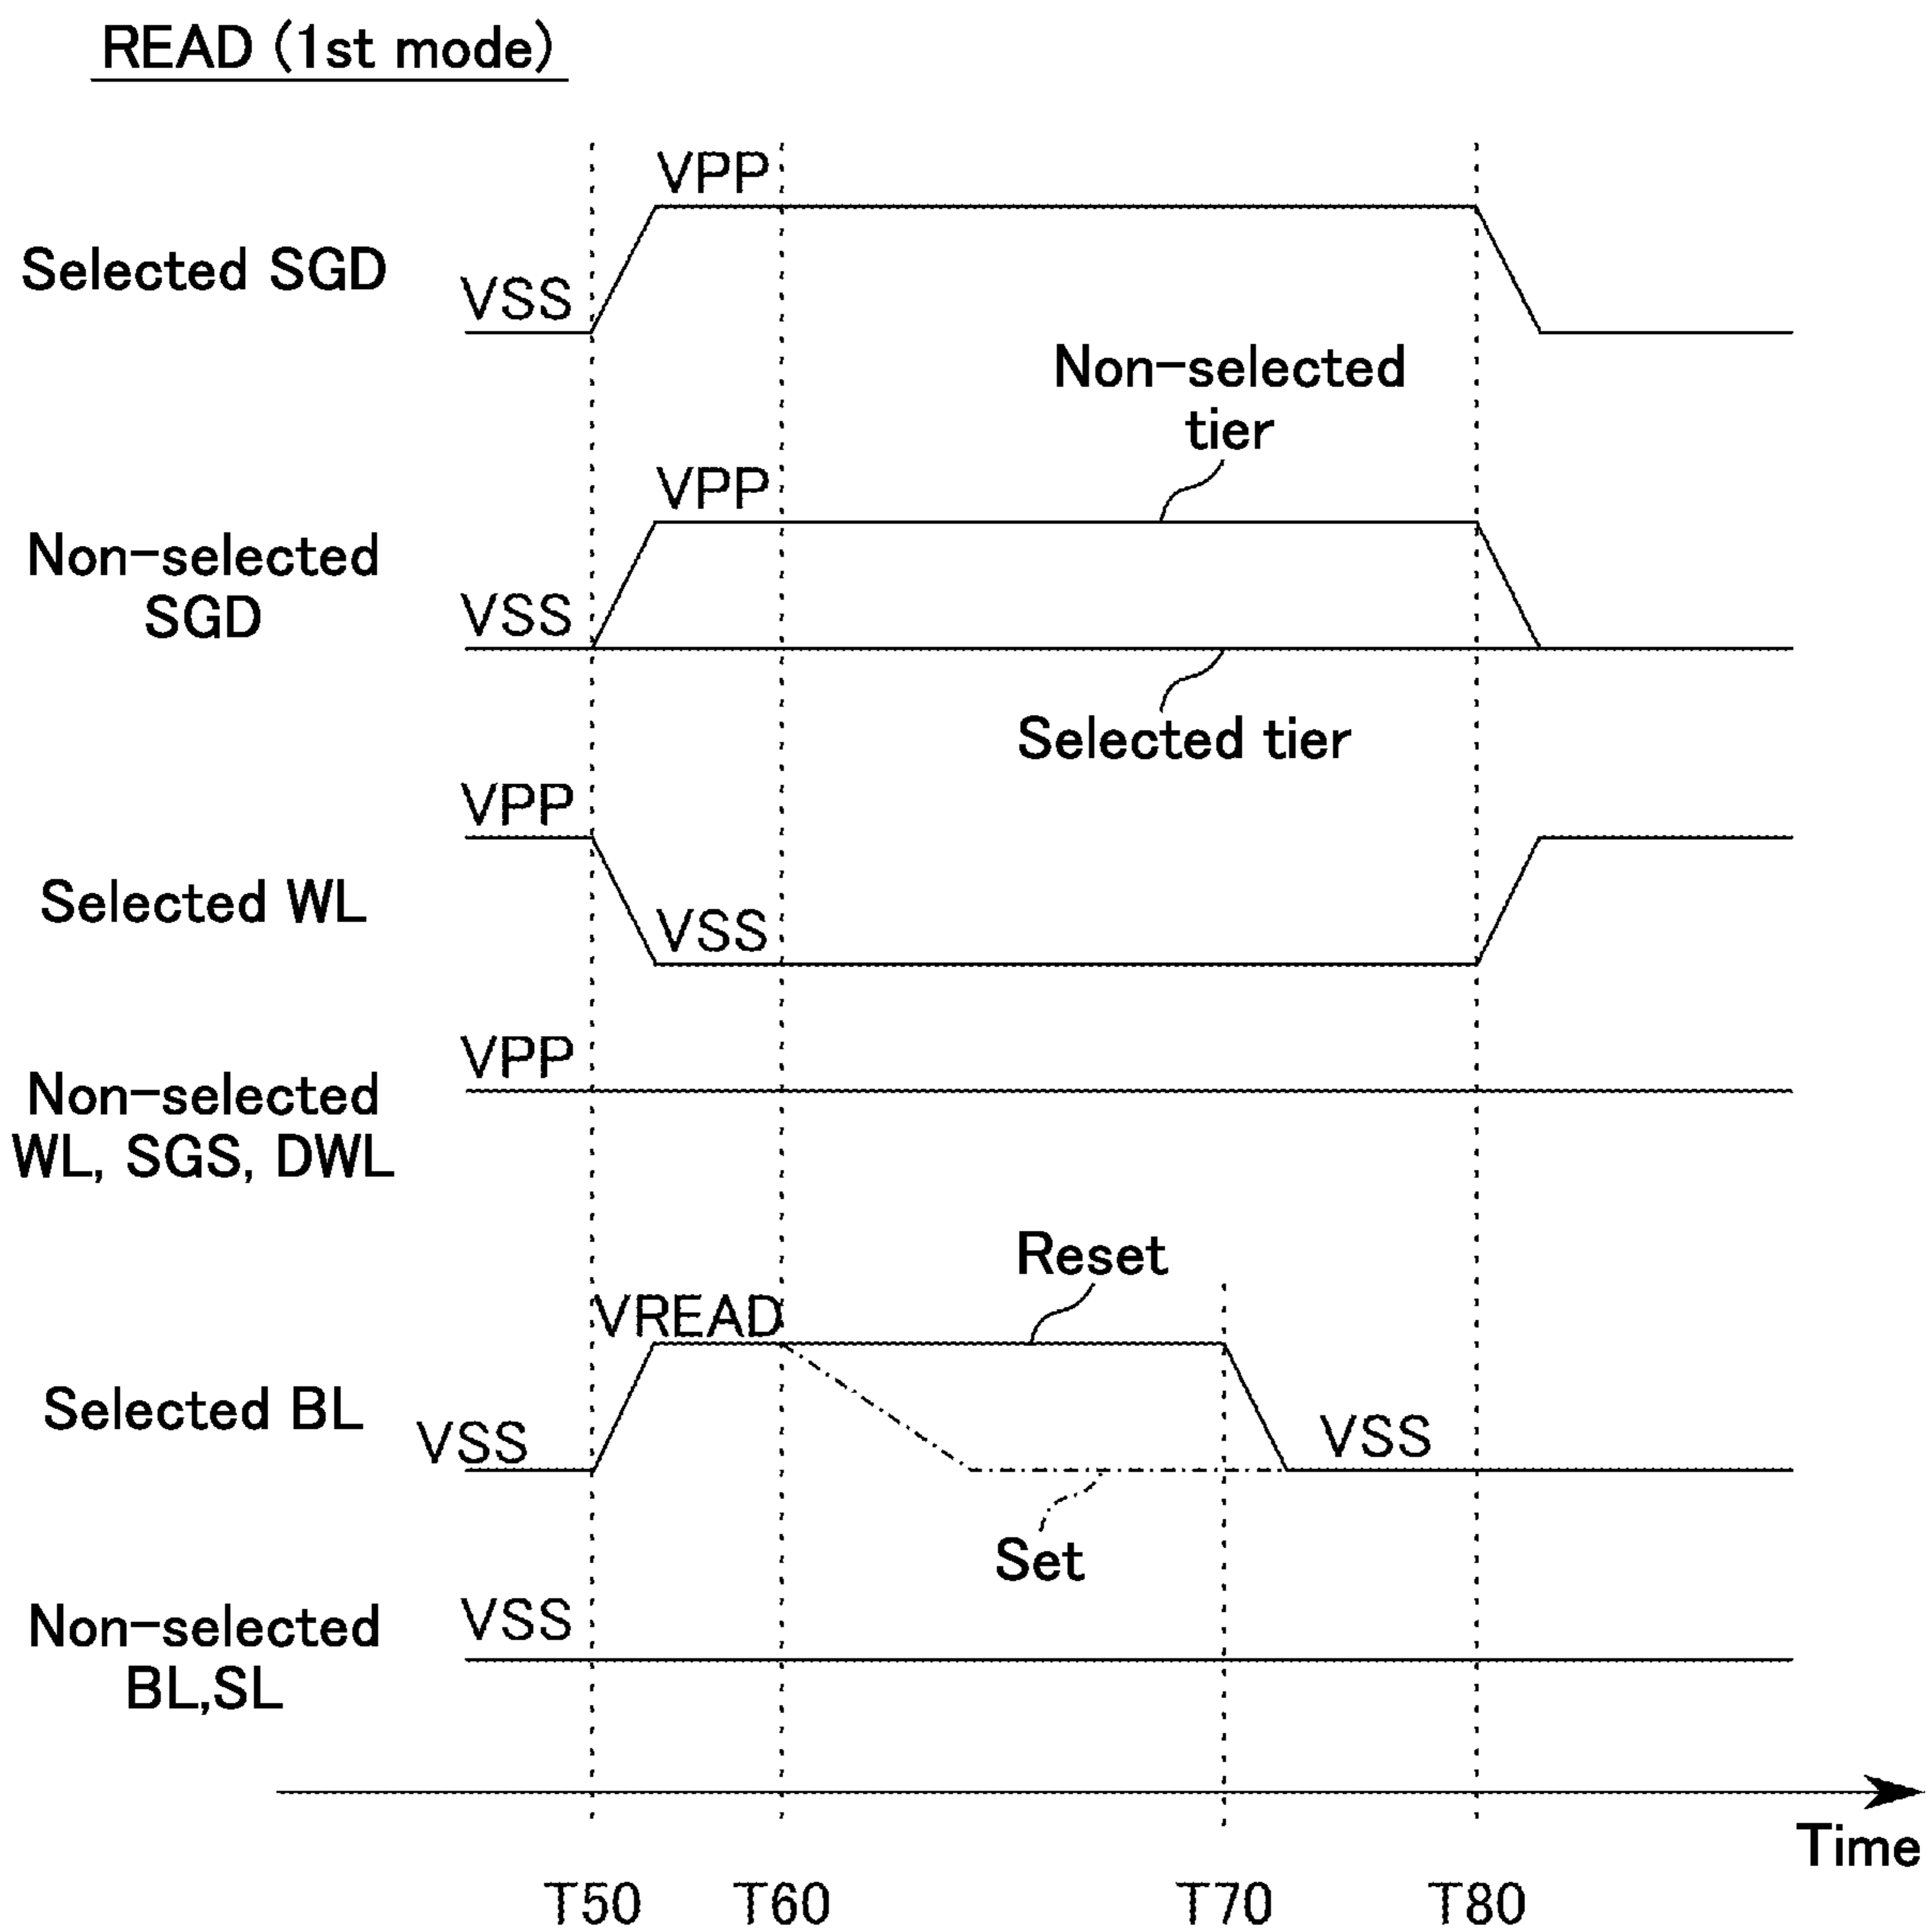 READ (1st mode)
VPP
Selected SGD
VSS
Non-selected
tier
VPP
Non-selected
SGD
VSS
Selected tier
VPP
Selected WL
VSS
VPP
Non-selected
WL, SGS, DWL
Reset
VREAD
Selected BL
VSS
VSS
Set
VSS
Non-selected
BL,SL
Time
T50 T60 T70 T80